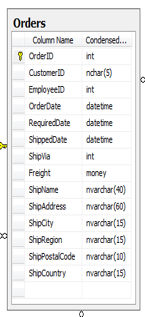 Orders
Column Name Condensed...
OrderID int
CustomerID nchar(5)
EmployeeID int
OrderDate datetime
RequiredDate datetime
ShippedDate datetime
ShipVia int
Freight money
ShipName nvarchar(40)
ShipAddress nvarchar(60)
ShipCity nvarchar(15)
ShipRegion nvarchar(15)
ShipPostalCode nvarchar(10)
ShipCountry nvarchar(15)